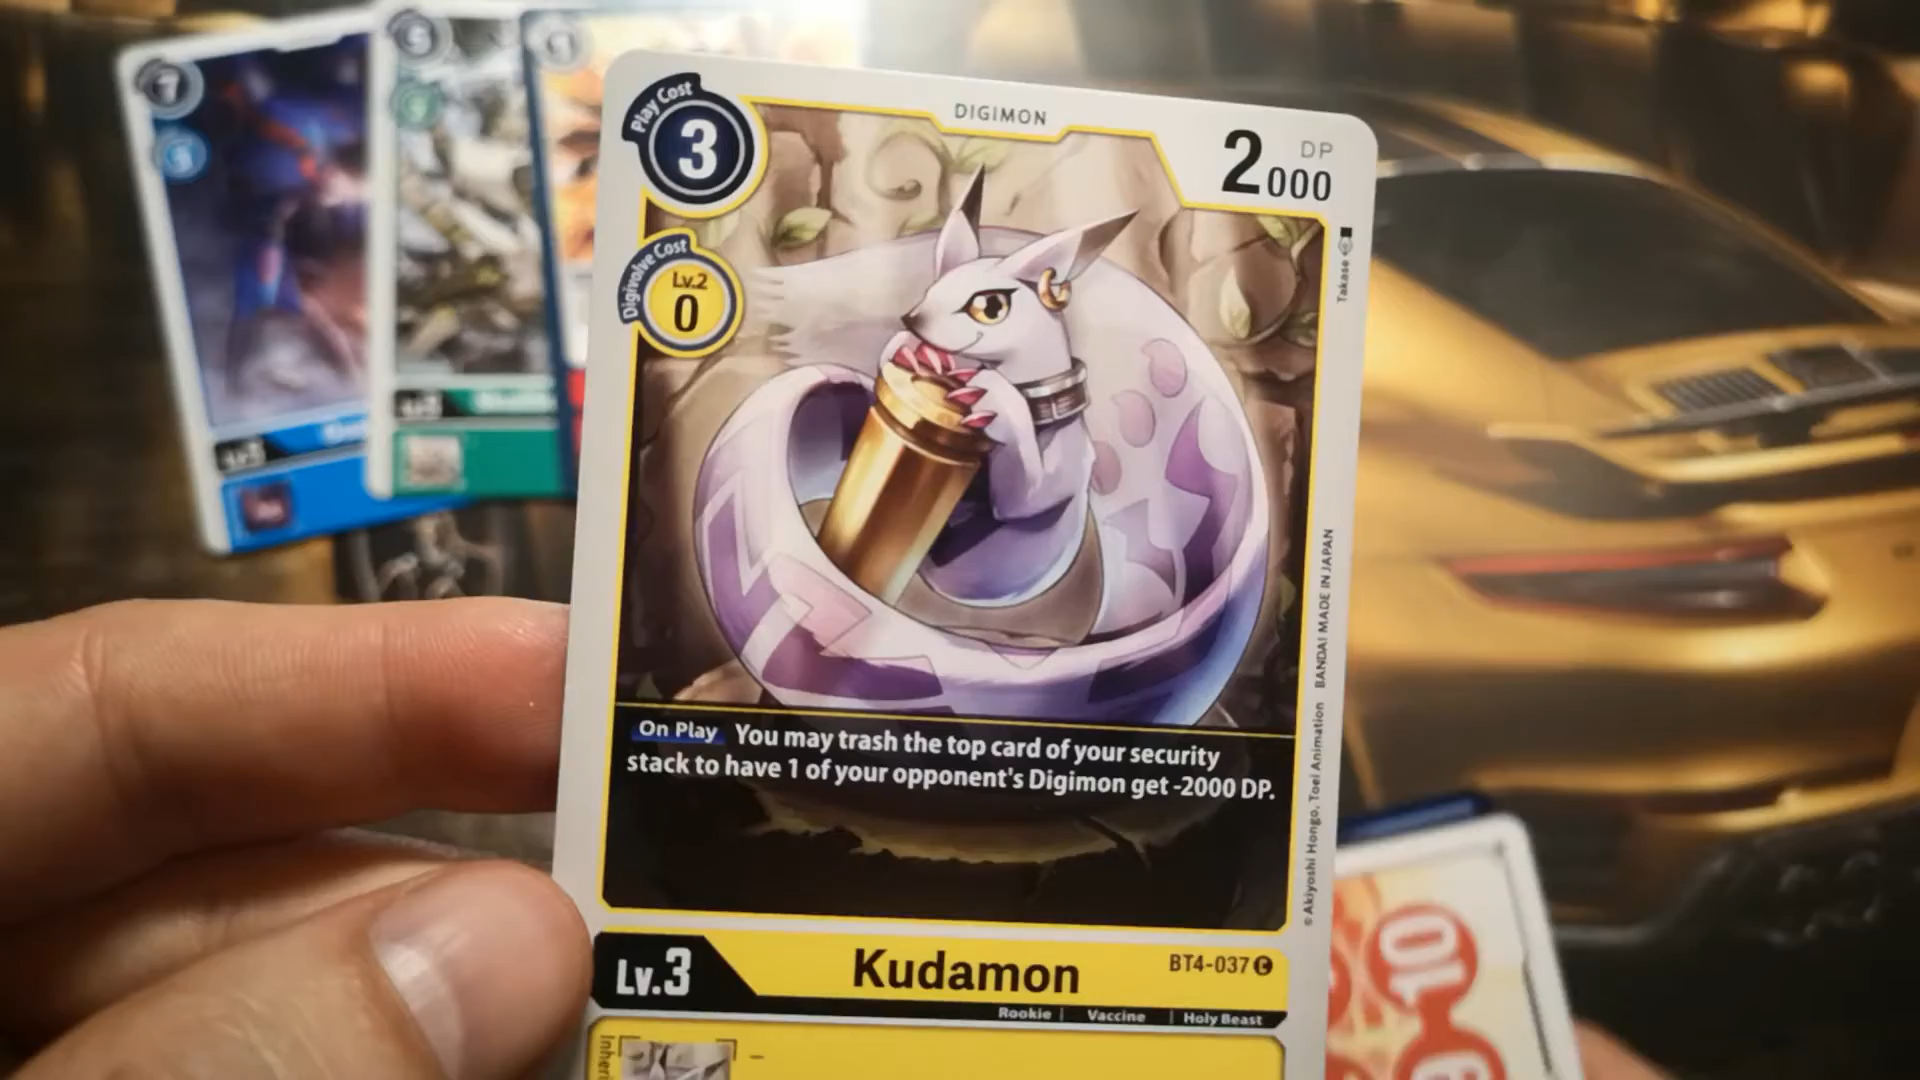 Play Cost
3
DIGIMON
DP
2000
Digivolve Cost
Lv.2
0
Takase
On Play You may trash the top card of your security
stack to have 1 of your opponent's Digimon get -2000 DP.
©Akiyoshi Hongo, Toei Animation BANDAI MADE IN JAPAN
Lv.3
Kudamon
BT4-037 C
Rookie | Vaccine | Holy Beast
–
10